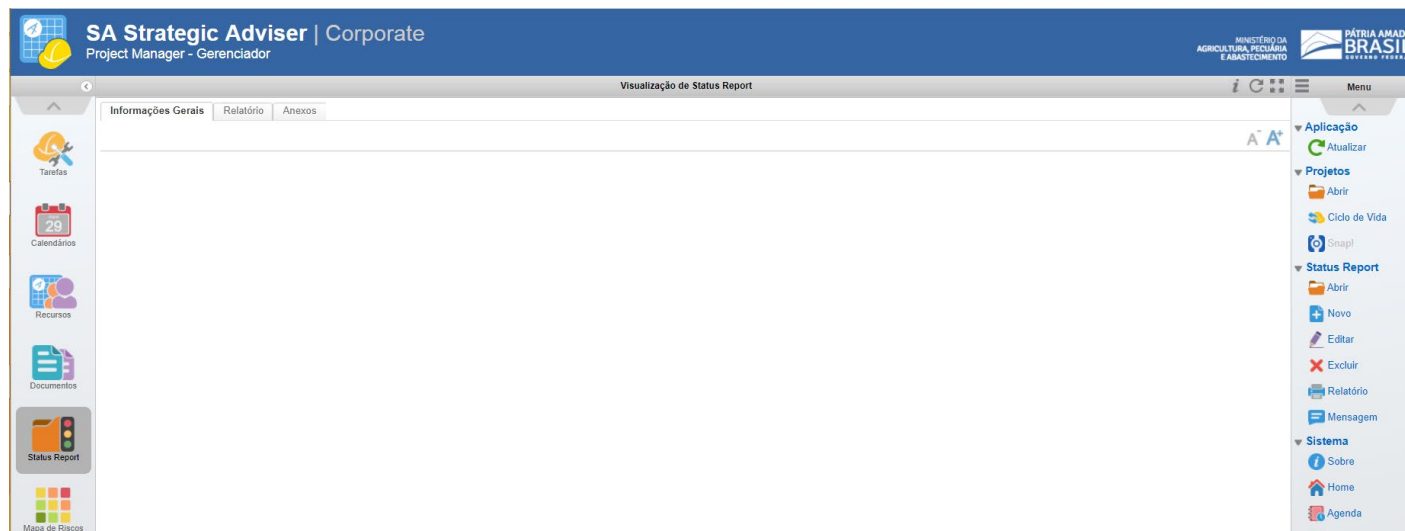 SA Strategic Adviser | Corporate
Project Manager - Gerenciador
MINISTÉRIO DA
AGRICULTURA, PECUÁRIA
E ABASTECIMENTO
PÁTRIA AMAD
BRASI
GOVERNO FEDER
Visualização de Status Report
Menu
Informações Gerais
Relatório
Anexos
A- A+
Tarefas
29
Calendários
Recursos
Documentos
Status Report
Mapa de Riscos
Aplicação
Atualizar
Projetos
Abrir
Ciclo de Vida
Snap!
Status Report
Abrir
Novo
Editar
Excluir
Relatório
Mensagem
Sistema
Sobre
Home
Agenda